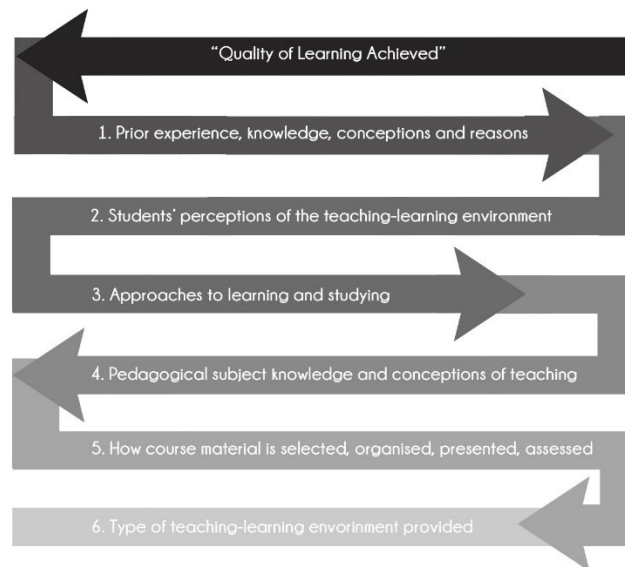 “Quality of Learning Achieved”
1. Prior experience, knowledge, conceptions and reasons
2. Students’ perceptions of the teaching-learning environment
3. Approaches to learning and studying
4. Pedagogical subject knowledge and conceptions of teaching
5. How course material is selected, organised, presented, assessed
6. Type of teaching-learning envorinment provided